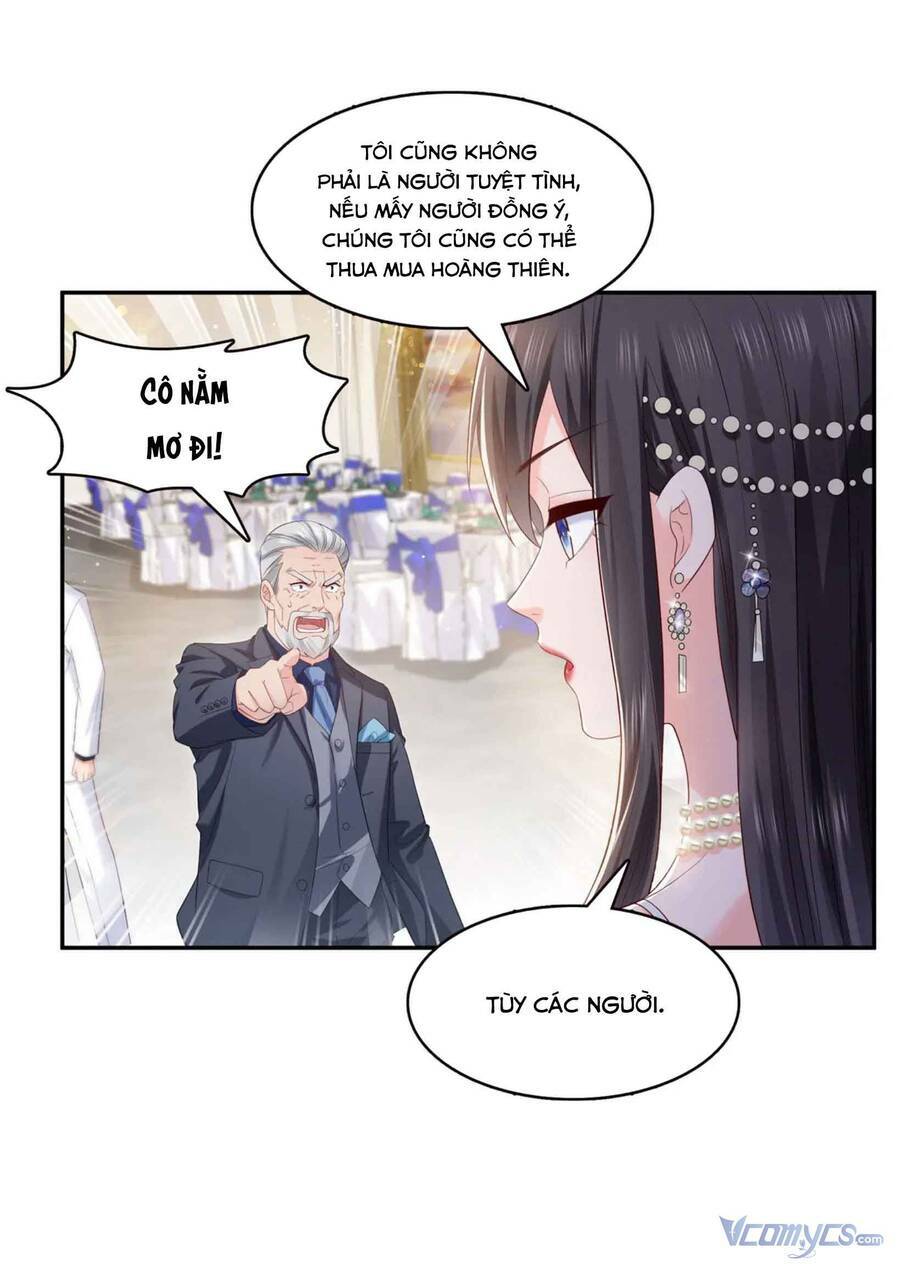 TÔI CŨNG KHÔNG
PHẢI LÀ NGƯỜI TUYỆT TÌNH,
NẾU MẤY NGƯỜI ĐỒNG Ý,
CHÚNG TÔI CŨNG CÓ THỂ
THUA MUA HOÀNG THIÊN.
CÔ NẰM
MƠ ĐI!
TÙY CÁC NGƯỜI.
VCOMYCS.com